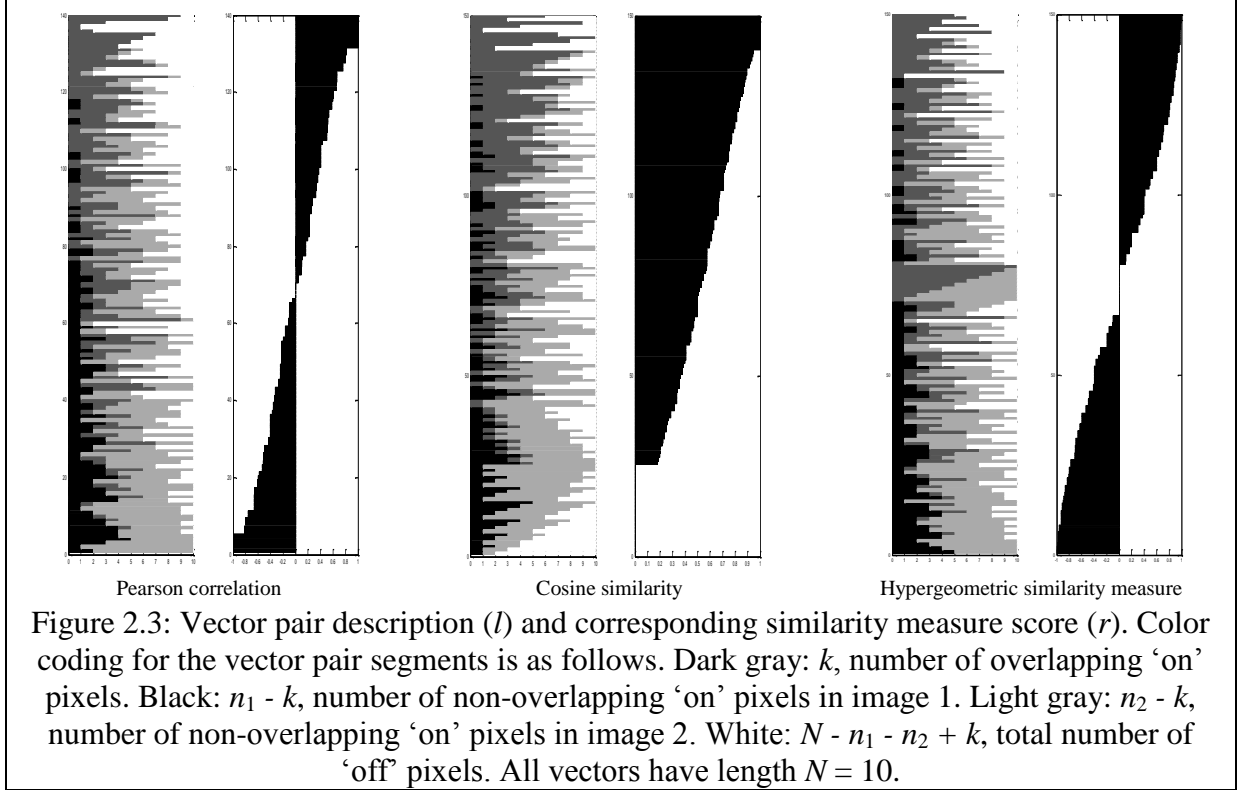 Pearson correlation
Cosine similarity
Hypergeometric similarity measure
Figure 2.3: Vector pair description (l) and corresponding similarity measure score (r). Color
coding for the vector pair segments is as follows. Dark gray: k, number of overlapping ‘on’
pixels. Black: n1 - k, number of non-overlapping ‘on’ pixels in image 1. Light gray: n2 - k,
number of non-overlapping ‘on’ pixels in image 2. White: N - n1 - n2 + k, total number of
‘off’ pixels. All vectors have length N = 10.